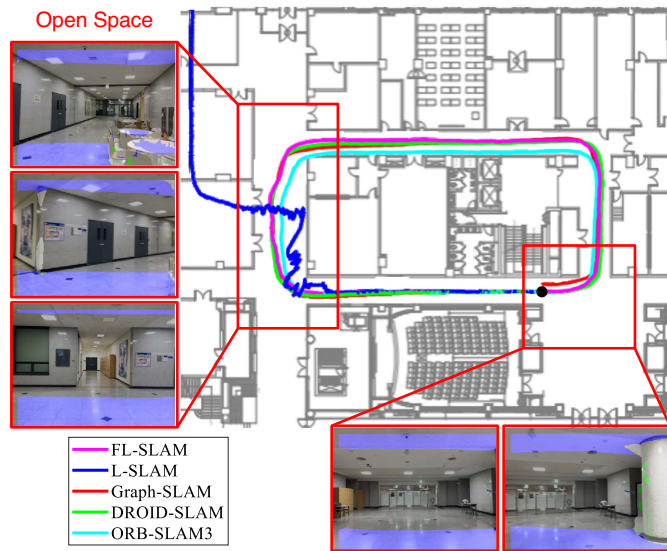 Open Space
FL-SLAM
L-SLAM
Graph-SLAM
DROID-SLAM
ORB-SLAM3